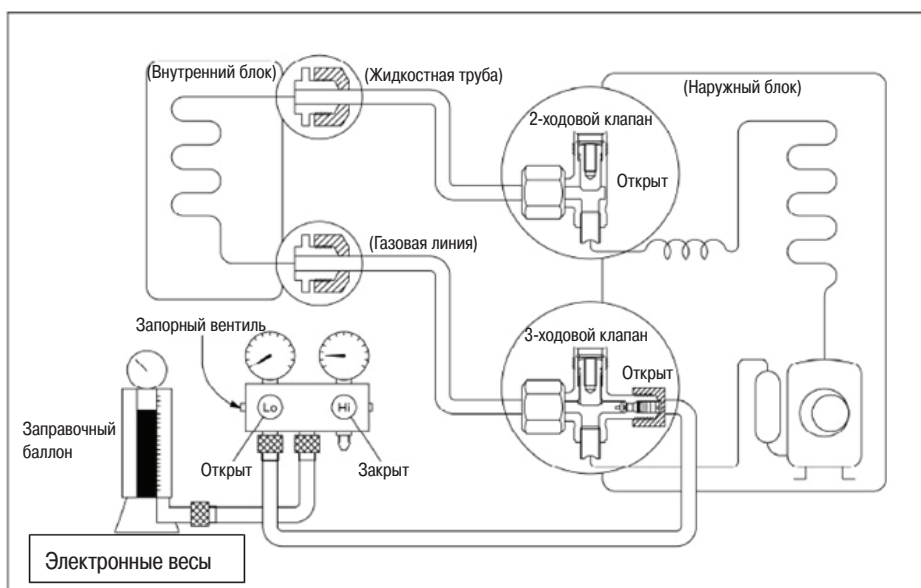 (Внутренний блок)
(Жидкостная труба)
(Наружный блок)
2-ходовой клапан
Открыт
(Газовая линия)
Запорный вентиль
3-ходовой клапан
Открыт
Lo
Hi
Заправочный
баллон
Открыт
Закрыт
Электронные весы